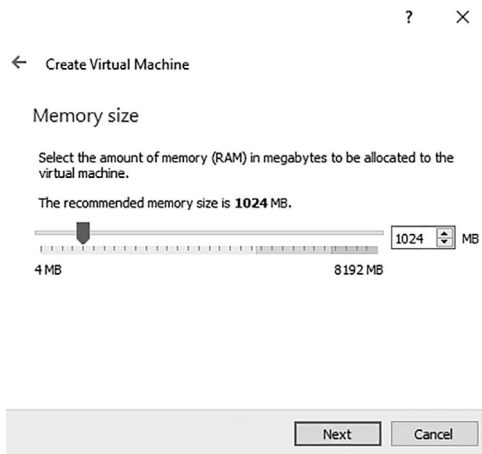 ?
Create Virtual Machine
Memory size
Select the amount of memory (RAM) in megabytes to be allocated to the
virtual machine.
The recommended memory size is 1024 MB.
1024 MB
4 MB 8192 MB
Next Cancel